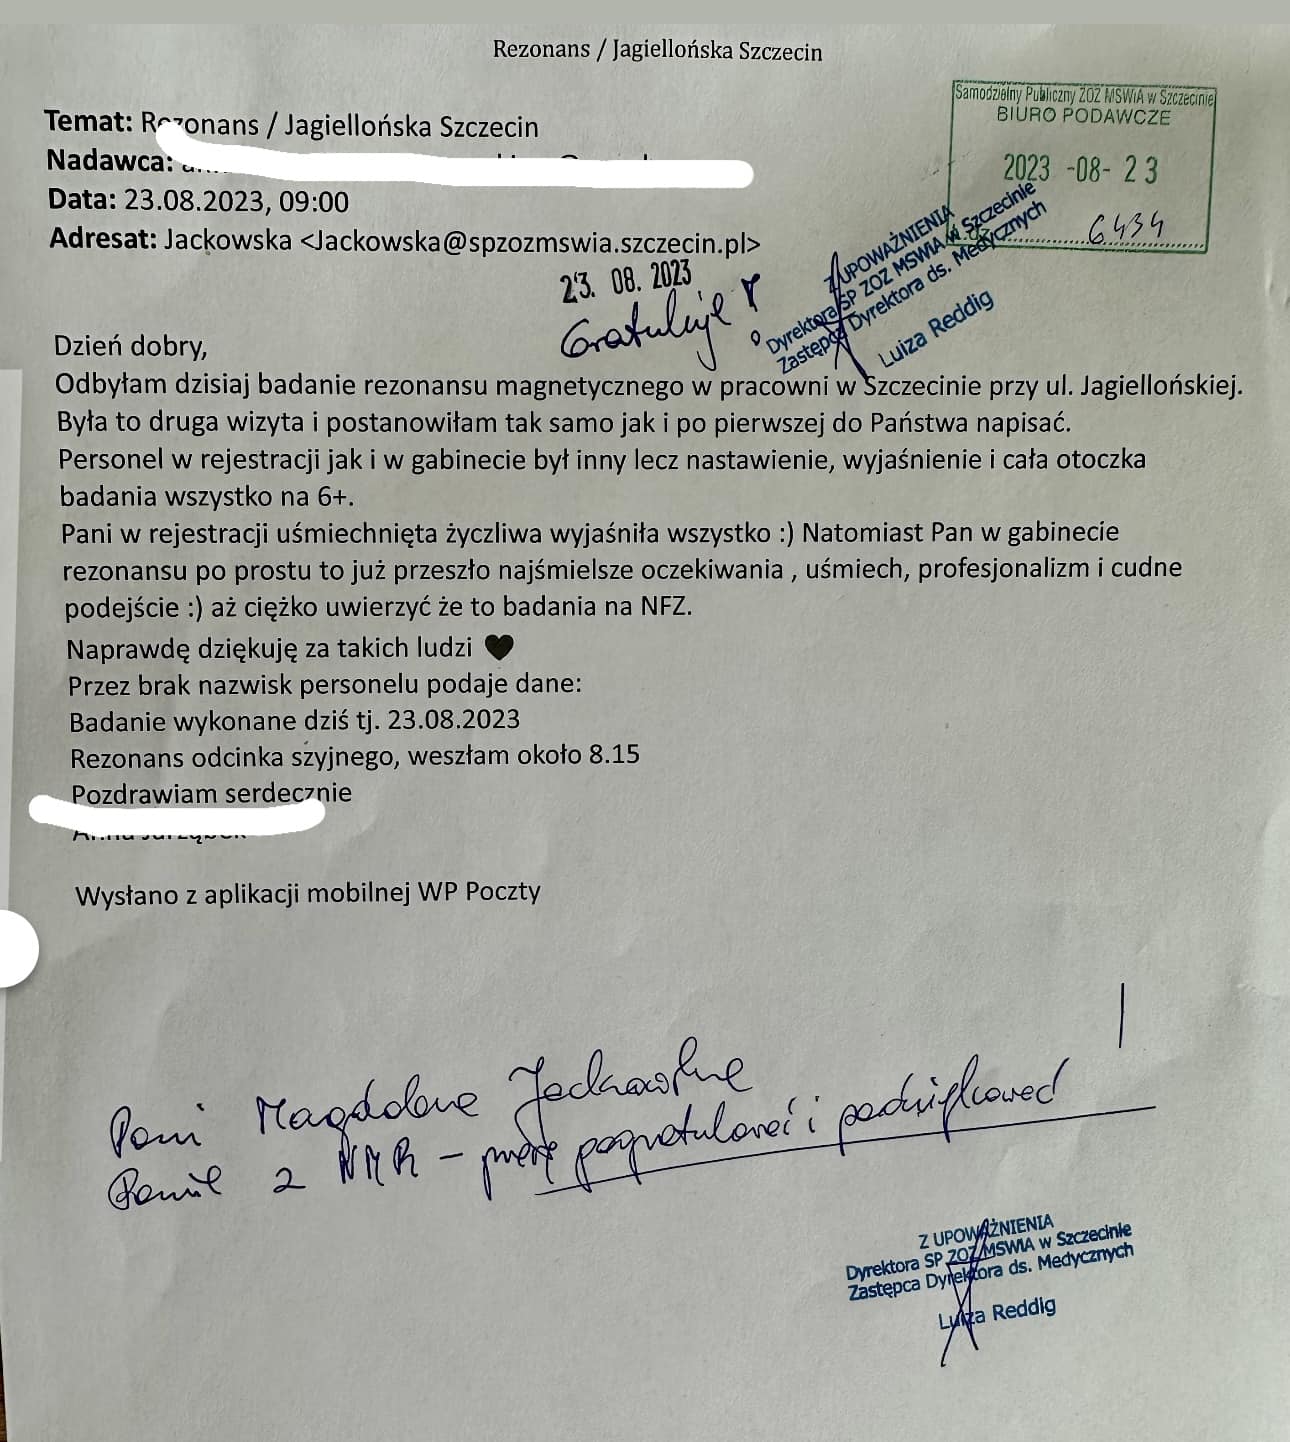 Rezonans / Jagiellońska Szczecin
Samodzielny Publiczny ZOZ MSWiA w Szczecinie
BIURO PODAWCZE
2023 -08- 23
6434
Temat: Rezonans / Jagiellońska Szczecin
Nadawca:
Data: 23.08.2023, 09:00
Adresat: Jackowska <Jackowska@spzozmswia.szczecin.pl>
23. 08. 2023
Gratuluję !
Z UPOWAŻNIENIA
Dyrektora SP ZOZ MSWiA w Szczecinie
Zastępca Dyrektora ds. Medycznych
Luiza Reddig
Dzień dobry,
Odbyłam dzisiaj badanie rezonansu magnetycznego w pracowni w Szczecinie przy ul. Jagiellońskiej.
Była to druga wizyta i postanowiłam tak samo jak i po pierwszej do Państwa napisać.
Personel w rejestracji jak i w gabinecie był inny lecz nastawienie, wyjaśnienie i cała otoczka
badania wszystko na 6+.
Pani w rejestracji uśmiechnięta życzliwa wyjaśniła wszystko :) Natomiast Pan w gabinecie
rezonansu po prostu to już przeszło najśmielsze oczekiwania , uśmiech, profesjonalizm i cudne
podejście :) aż ciężko uwierzyć że to badania na NFZ.
Naprawdę dziękuję za takich ludzi 🖤
Przez brak nazwisk personelu podaje dane:
Badanie wykonane dziś tj. 23.08.2023
Rezonans odcinka szyjnego, weszłam około 8.15
Pozdrawiam serdecznie
Wysłano z aplikacji mobilnej WP Poczty
Pani Magdalena Jackowska
z NMR - proszę pogratulować i podziękować !
Z UPOWAŻNIENIA
Dyrektora SP ZOZ MSWiA w Szczecinie
Zastępca Dyrektora ds. Medycznych
Luiza Reddig